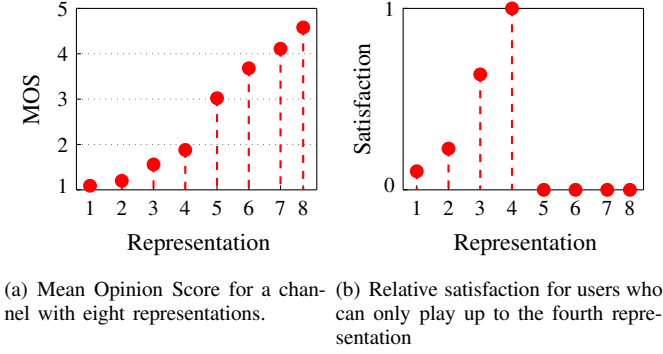 5
4
3
2
1
MOS
1 2 3 4 5 6 7 8
Representation
1
0
Satisfaction
1 2 3 4 5 6 7 8
Representation
(a) Mean Opinion Score for a chan-
nel with eight representations.
(b) Relative satisfaction for users who
can only play up to the fourth repre-
sentation